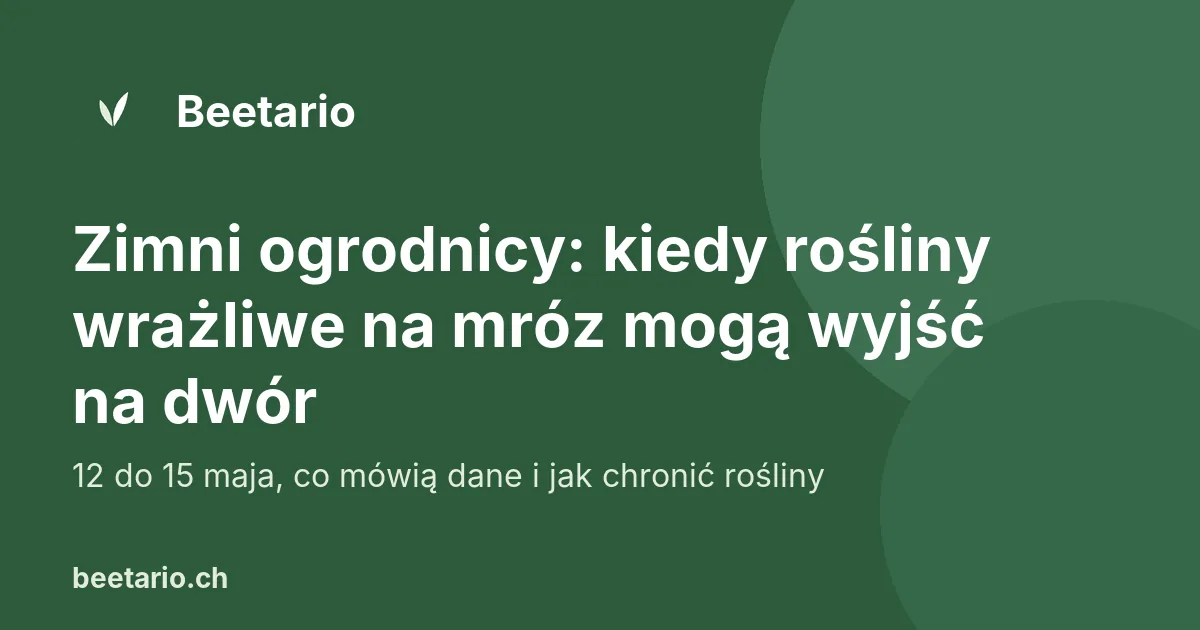 Beetario
Zimni ogrodnicy: kiedy rośliny
wrażliwe na mróz mogą wyjść
na dwór
12 do 15 maja, co mówią dane i jak chronić rośliny
beetario.ch